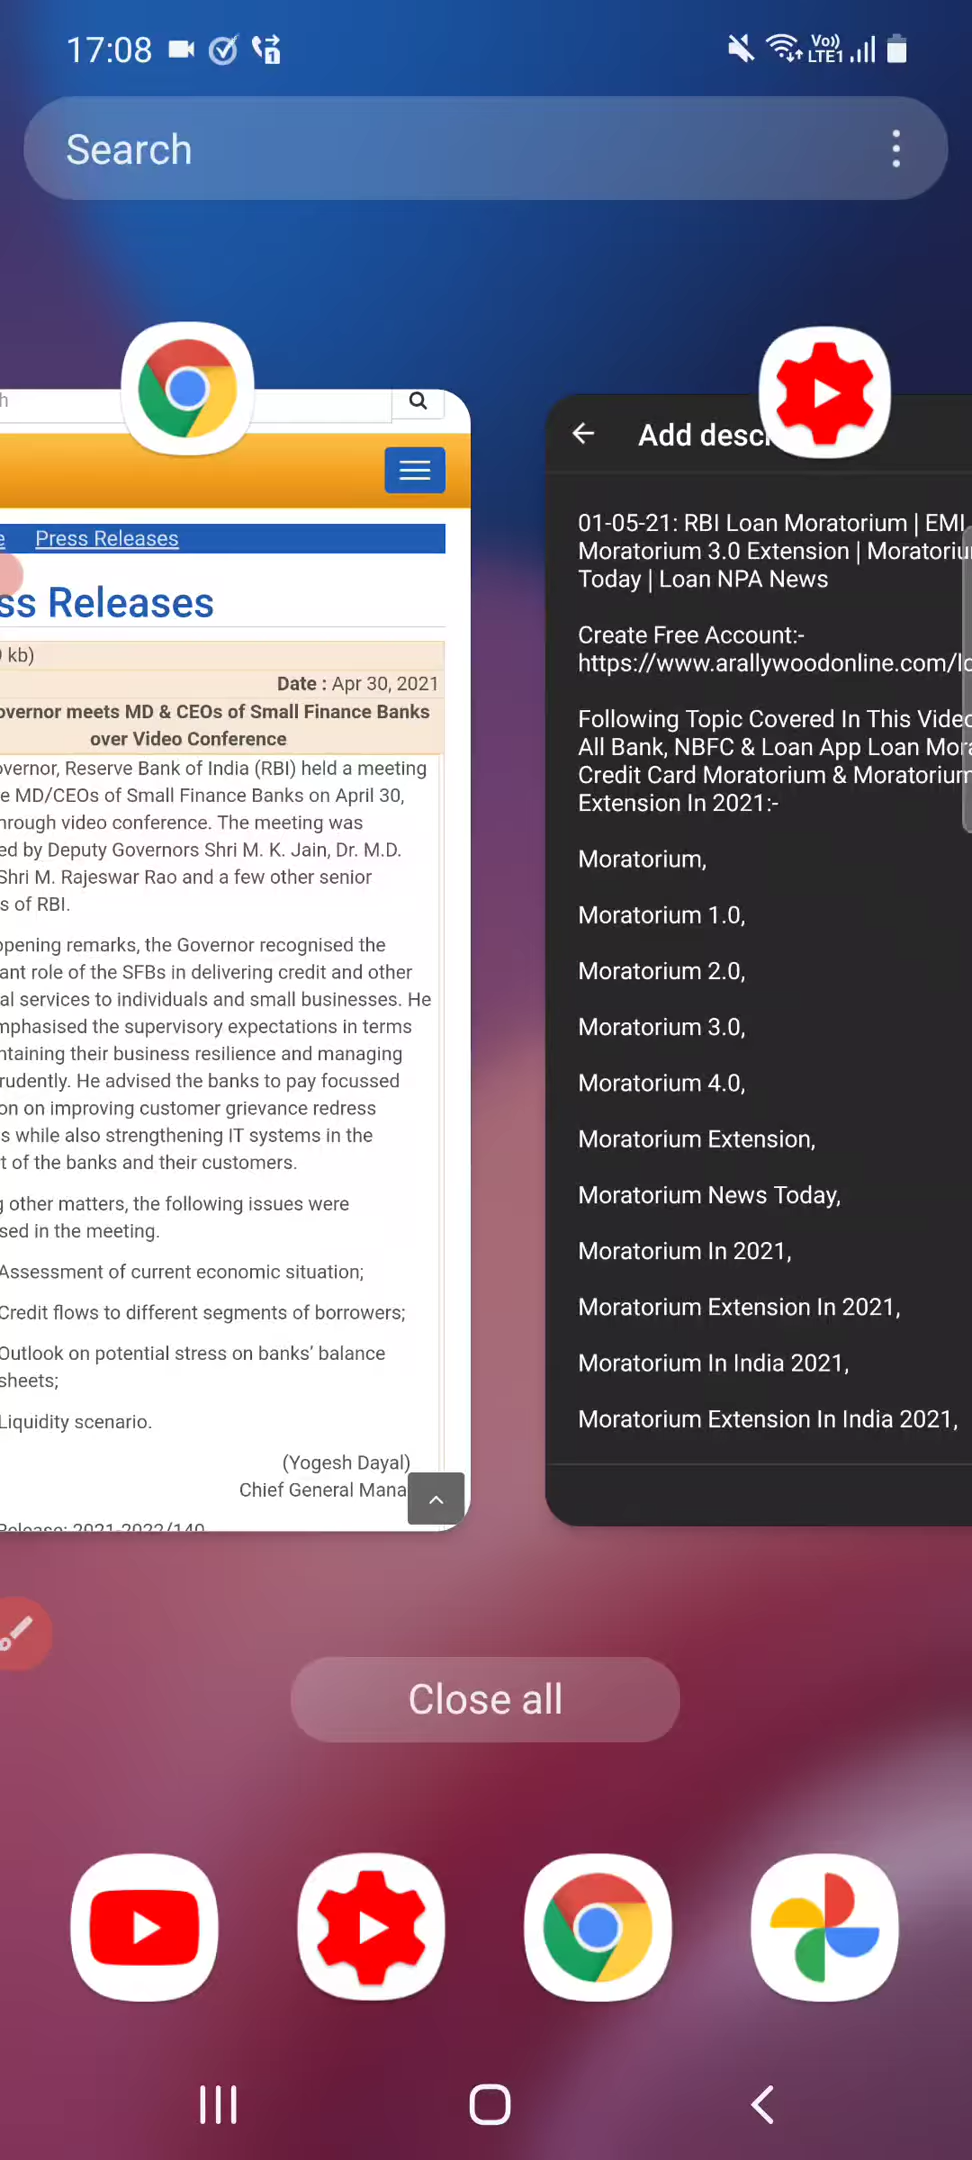 17:08
Vo))
LTE1
1
Search
h
e Press Releases
ss Releases
kb)
Date : Apr 30, 2021
overnor meets MD & CEOs of Small Finance Banks
over Video Conference
overnor, Reserve Bank of India (RBI) held a meeting
e MD/CEOs of Small Finance Banks on April 30,
hrough video conference. The meeting was
ed by Deputy Governors Shri M. K. Jain, Dr. M.D.
Shri M. Rajeswar Rao and a few other senior
s of RBI.
opening remarks, the Governor recognised the
ant role of the SFBs in delivering credit and other
al services to individuals and small businesses. He
mphasised the supervisory expectations in terms
ntaining their business resilience and managing
rudently. He advised the banks to pay focussed
on on improving customer grievance redress
s while also strengthening IT systems in the
t of the banks and their customers.
g other matters, the following issues were
sed in the meeting.
Assessment of current economic situation;
Credit flows to different segments of borrowers;
Outlook on potential stress on banks’ balance
sheets;
Liquidity scenario.
(Yogesh Dayal)
Chief General Mana
Release: 2021-2022/140
Add descr
01-05-21: RBI Loan Moratorium | EMI
Moratorium 3.0 Extension | Moratoriu
Today | Loan NPA News
Create Free Account:-
https://www.arallywoodonline.com/lo
Following Topic Covered In This Video
All Bank, NBFC & Loan App Loan Mora
Credit Card Moratorium & Moratorium
Extension In 2021:-
Moratorium,
Moratorium 1.0,
Moratorium 2.0,
Moratorium 3.0,
Moratorium 4.0,
Moratorium Extension,
Moratorium News Today,
Moratorium In 2021,
Moratorium Extension In 2021,
Moratorium In India 2021,
Moratorium Extension In India 2021,
Close all